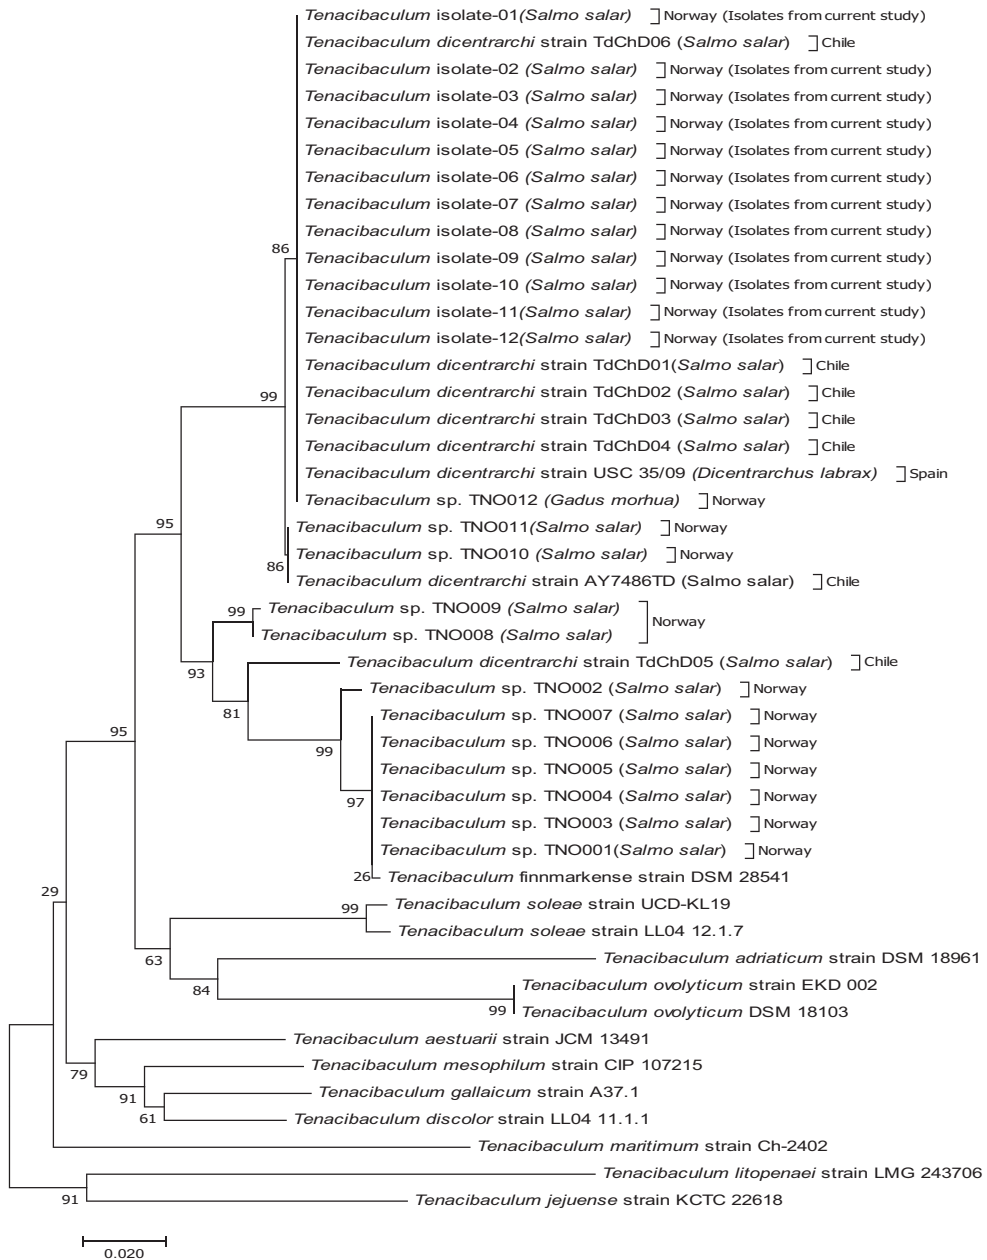 Tenacibaculum isolate-01(Salmo salar) Norway (Isolates from current study)
Tenacibaculum dicentrarchi strain TdChD06 (Salmo salar) Chile
Tenacibaculum isolate-02 (Salmo salar) Norway (Isolates from current study)
Tenacibaculum isolate-03 (Salmo salar) Norway (Isolates from current study)
Tenacibaculum isolate-04 (Salmo salar) Norway (Isolates from current study)
Tenacibaculum isolate-05 (Salmo salar) Norway (Isolates from current study)
Tenacibaculum isolate-06 (Salmo salar) Norway (Isolates from current study)
Tenacibaculum isolate-07 (Salmo salar) Norway (Isolates from current study)
Tenacibaculum isolate-08 (Salmo salar) Norway (Isolates from current study)
86
Tenacibaculum isolate-09 (Salmo salar) Norway (Isolates from current study)
Tenacibaculum isolate-10 (Salmo salar) Norway (Isolates from current study)
Tenacibaculum isolate-11(Salmo salar) Norway (Isolates from current study)
Tenacibaculum isolate-12(Salmo salar) Norway (Isolates from current study)
Tenacibaculum dicentrarchi strain TdChD01(Salmo salar) Chile
Tenacibaculum dicentrarchi strain TdChD02 (Salmo salar) Chile
99
Tenacibaculum dicentrarchi strain TdChD03 (Salmo salar) Chile
Tenacibaculum dicentrarchi strain TdChD04 (Salmo salar) Chile
Tenacibaculum dicentrarchi strain USC 35/09 (Dicentrarchus labrax) Spain
Tenacibaculum sp. TNO012 (Gadus morhua) Norway
95
Tenacibaculum sp. TNO011(Salmo salar) Norway
Tenacibaculum sp. TNO010 (Salmo salar) Norway
86
Tenacibaculum dicentrarchi strain AY7486TD (Salmo salar) Chile
99
Tenacibaculum sp. TNO009 (Salmo salar)
Norway
Tenacibaculum sp. TNO008 (Salmo salar)
93
Tenacibaculum dicentrarchi strain TdChD05 (Salmo salar) Chile
Tenacibaculum sp. TNO002 (Salmo salar) Norway
81
Tenacibaculum sp. TNO007 (Salmo salar) Norway
95
Tenacibaculum sp. TNO006 (Salmo salar) Norway
99
Tenacibaculum sp. TNO005 (Salmo salar) Norway
Tenacibaculum sp. TNO004 (Salmo salar) Norway
97
Tenacibaculum sp. TNO003 (Salmo salar) Norway
Tenacibaculum sp. TNO001(Salmo salar) Norway
26
Tenacibaculum finnmarkense strain DSM 28541
29
Tenacibaculum soleae strain UCD-KL19
99
Tenacibaculum soleae strain LL04 12.1.7
63
Tenacibaculum adriaticum strain DSM 18961
84
Tenacibaculum ovolyticum strain EKD 002
99
Tenacibaculum ovolyticum DSM 18103
Tenacibaculum aestuarii strain JCM 13491
79
Tenacibaculum mesophilum strain CIP 107215
91
Tenacibaculum gallaicum strain A37.1
61
Tenacibaculum discolor strain LL04 11.1.1
Tenacibaculum maritimum strain Ch-2402
Tenacibaculum litopenaei strain LMG 243706
91
Tenacibaculum jejuense strain KCTC 22618
0.020